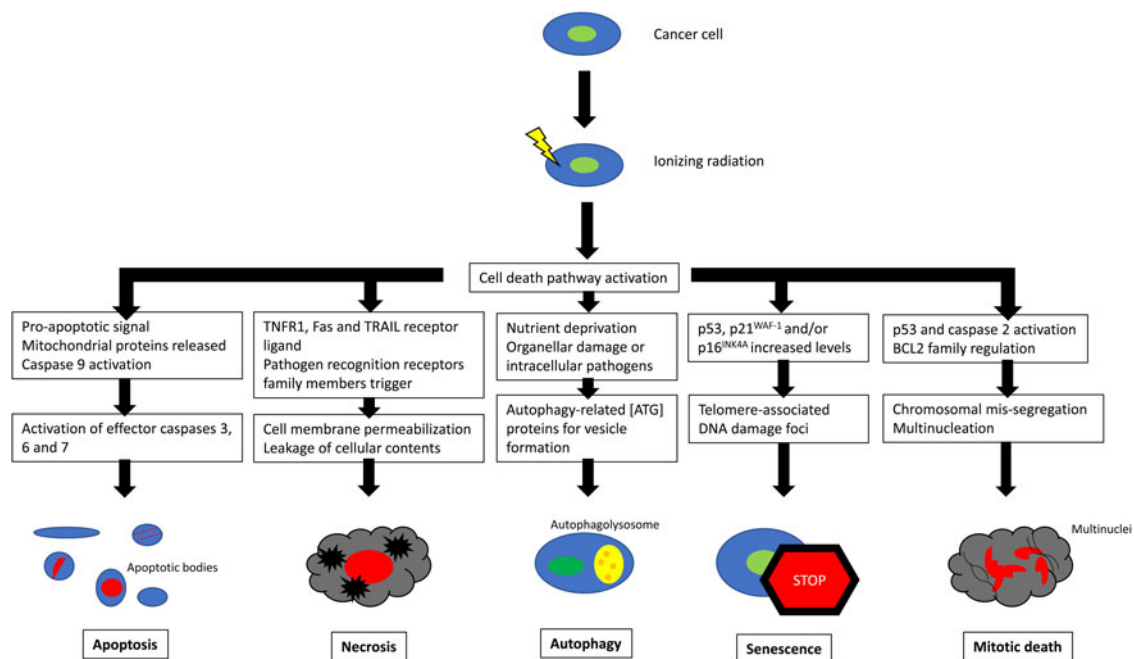 Cancer cell
Ionizing radiation
Cell death pathway activation
Pro-apoptotic signal
Mitochondrial proteins released
Caspase 9 activation
TNFR1, Fas and TRAIL receptor
ligand
Pathogen recognition receptors
family members trigger
Nutrient deprivation
Organellar damage or
intracellular pathogens
p53, p21WAF-1 and/or
p16INK4A increased levels
p53 and caspase 2 activation
BCL2 family regulation
Activation of effector caspases 3,
6 and 7
Cell membrane permeabilization
Leakage of cellular contents
Autophagy-related [ATG]
proteins for vesicle
formation
Telomere-associated
DNA damage foci
Chromosomal mis-segregation
Multinucleation
Apoptotic bodies
Autophagolysosome
STOP
Multinuclei
Apoptosis
Necrosis
Autophagy
Senescence
Mitotic death